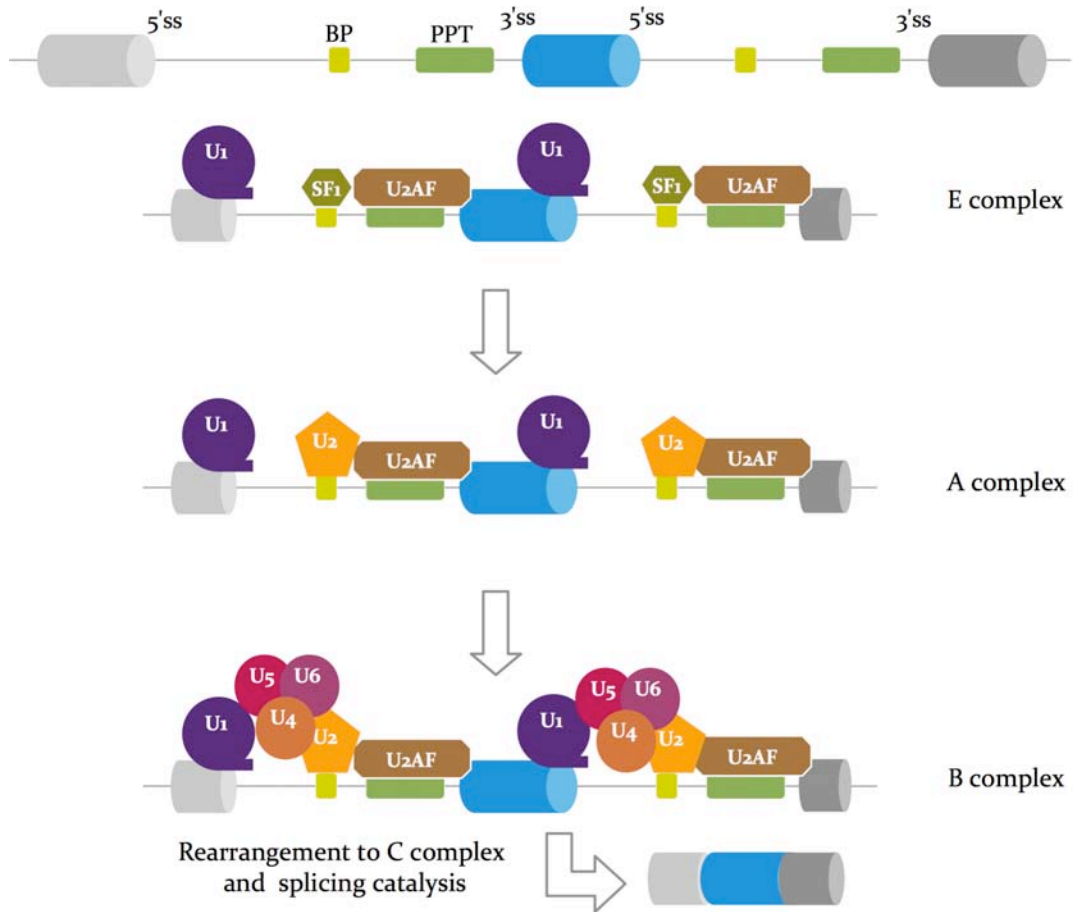 5'ss BP PPT 3'ss 5'ss 3'ss
U1 SF1 U2AF U1 SF1 U2AF E complex
U1 U2 U2AF U1 U2 U2AF A complex
U5 U6 U5 U6
U1 U4 U2 U2AF U1 U4 U2 U2AF B complex
Rearrangement to C complex
and splicing catalysis